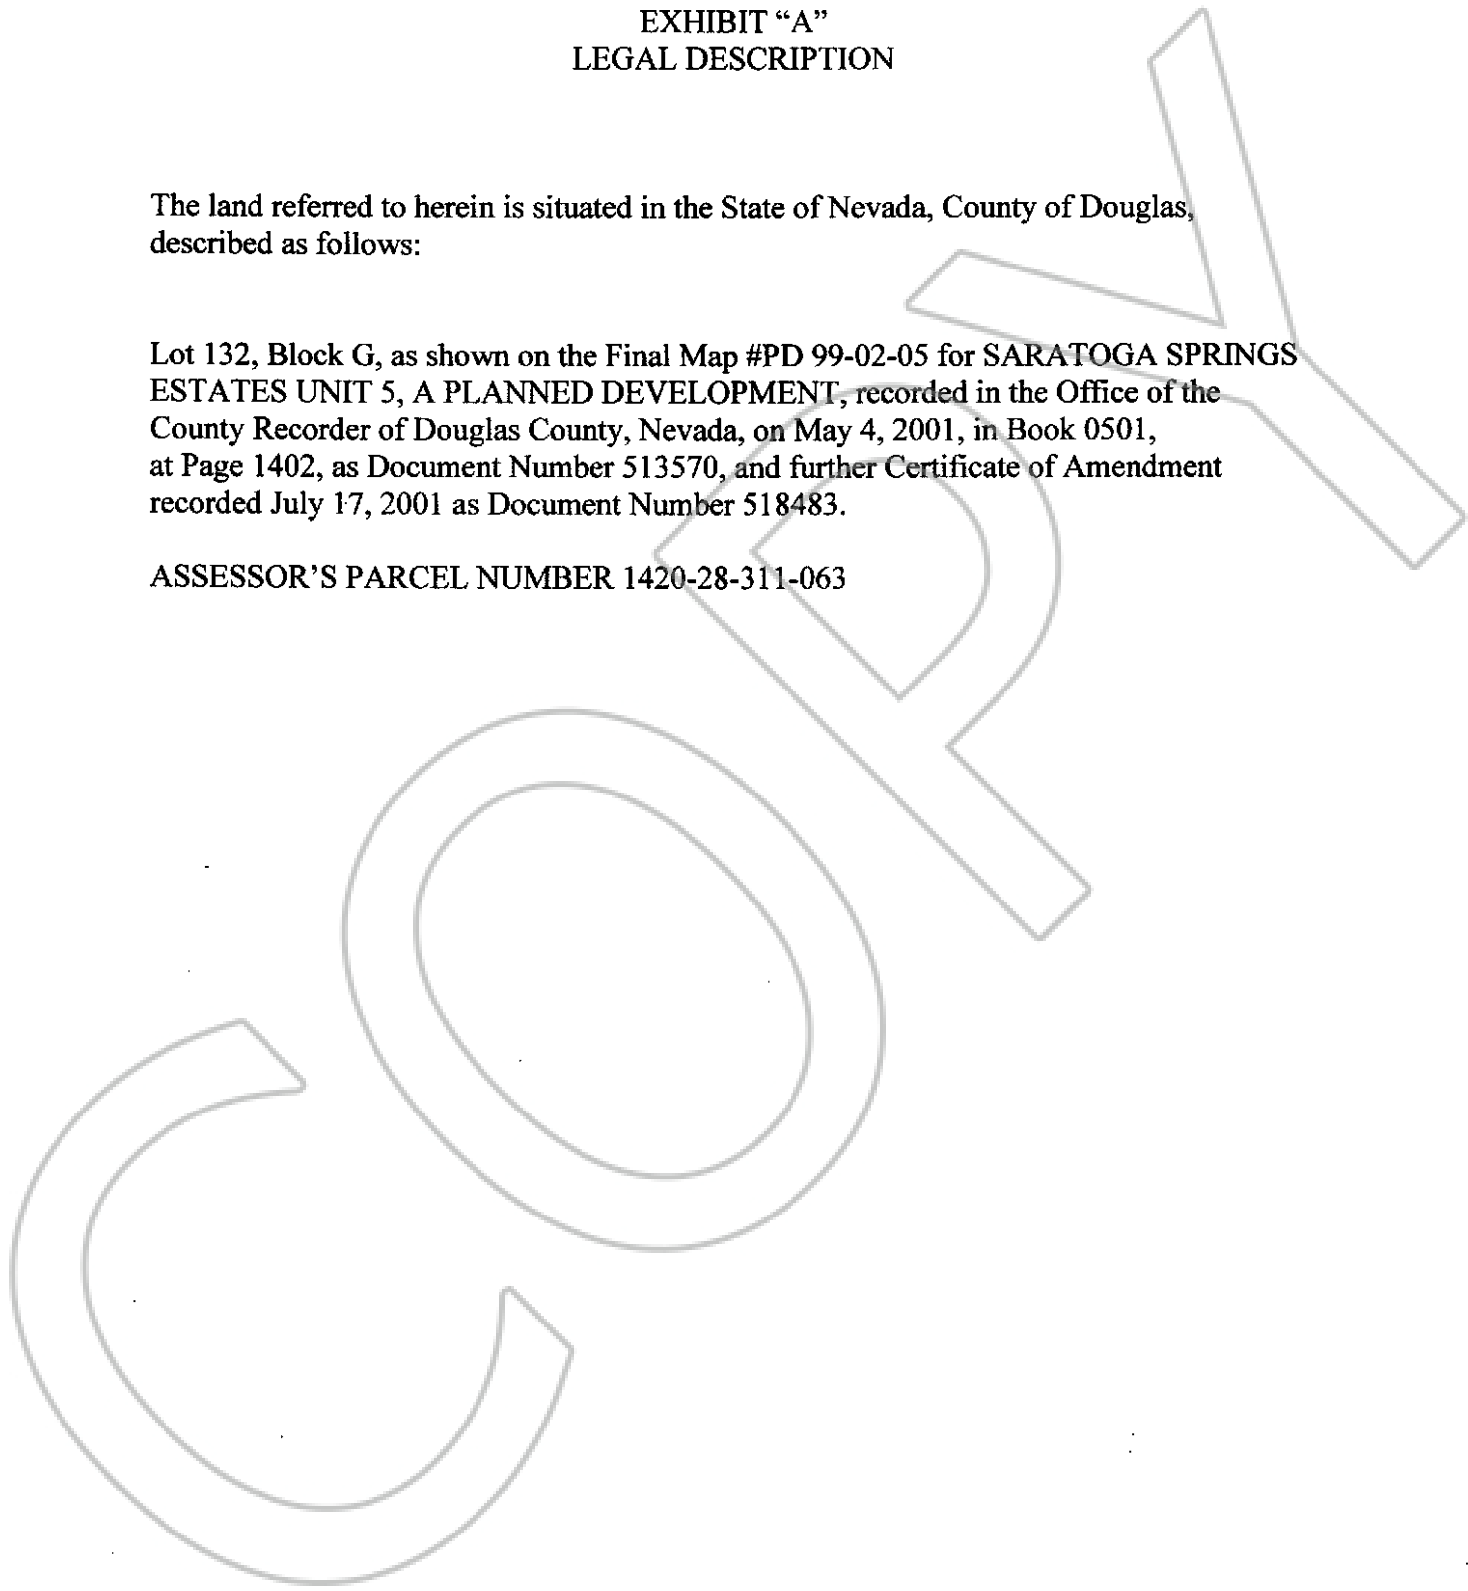 EXHIBIT “A”
LEGAL DESCRIPTION
The land referred to herein is situated in the State of Nevada, County of Douglas,
described as follows:
Lot 132, Block G, as shown on the Final Map #PD 99-02-05 for SARATOGA SPRINGS
ESTATES UNIT 5, A PLANNED DEVELOPMENT, recorded in the Office of the
County Recorder of Douglas County, Nevada, on May 4, 2001, in Book 0501,
at Page 1402, as Document Number 513570, and further Certificate of Amendment
recorded July 17, 2001 as Document Number 518483.
ASSESSOR’S PARCEL NUMBER 1420-28-311-063
COPY